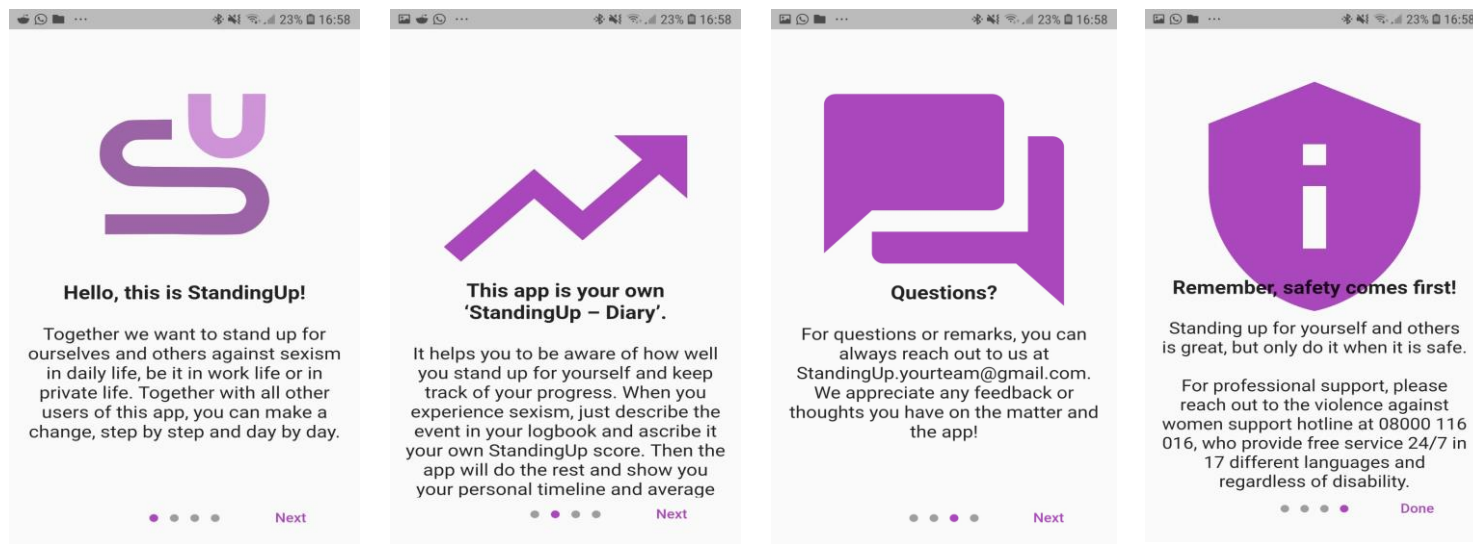 23% 16:58
Hello, this is StandingUp!
Together we want to stand up for
ourselves and others against sexism
in daily life, be it in work life or in
private life. Together with all other
users of this app, you can make a
change, step by step and day by day.
Next
23% 16:58
This app is your own
‘StandingUp – Diary’.
It helps you to be aware of how well
you stand up for yourself and keep
track of your progress. When you
experience sexism, just describe the
event in your logbook and ascribe it
your own StandingUp score. Then the
app will do the rest and show you
your personal timeline and average
Next
23% 16:58
Questions?
For questions or remarks, you can
always reach out to us at
StandingUp.yourteam@gmail.com.
We appreciate any feedback or
thoughts you have on the matter and
the app!
Next
23% 16:58
Remember, safety comes first!
Standing up for yourself and others
is great, but only do it when it is safe.
For professional support, please
reach out to the violence against
women support hotline at 08000 116
016, who provide free service 24/7 in
17 different languages and
regardless of disability.
Done